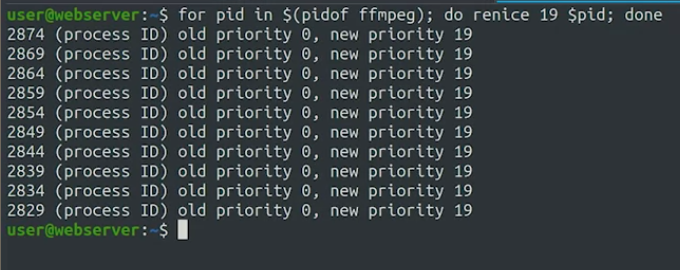 user@webserver:~$ for pid in $(pidof ffmpeg); do renice 19 $pid; done
2874 (process ID) old priority 0, new priority 19
2869 (process ID) old priority 0, new priority 19
2864 (process ID) old priority 0, new priority 19
2859 (process ID) old priority 0, new priority 19
2854 (process ID) old priority 0, new priority 19
2849 (process ID) old priority 0, new priority 19
2844 (process ID) old priority 0, new priority 19
2839 (process ID) old priority 0, new priority 19
2834 (process ID) old priority 0, new priority 19
2829 (process ID) old priority 0, new priority 19
user@webserver:~$